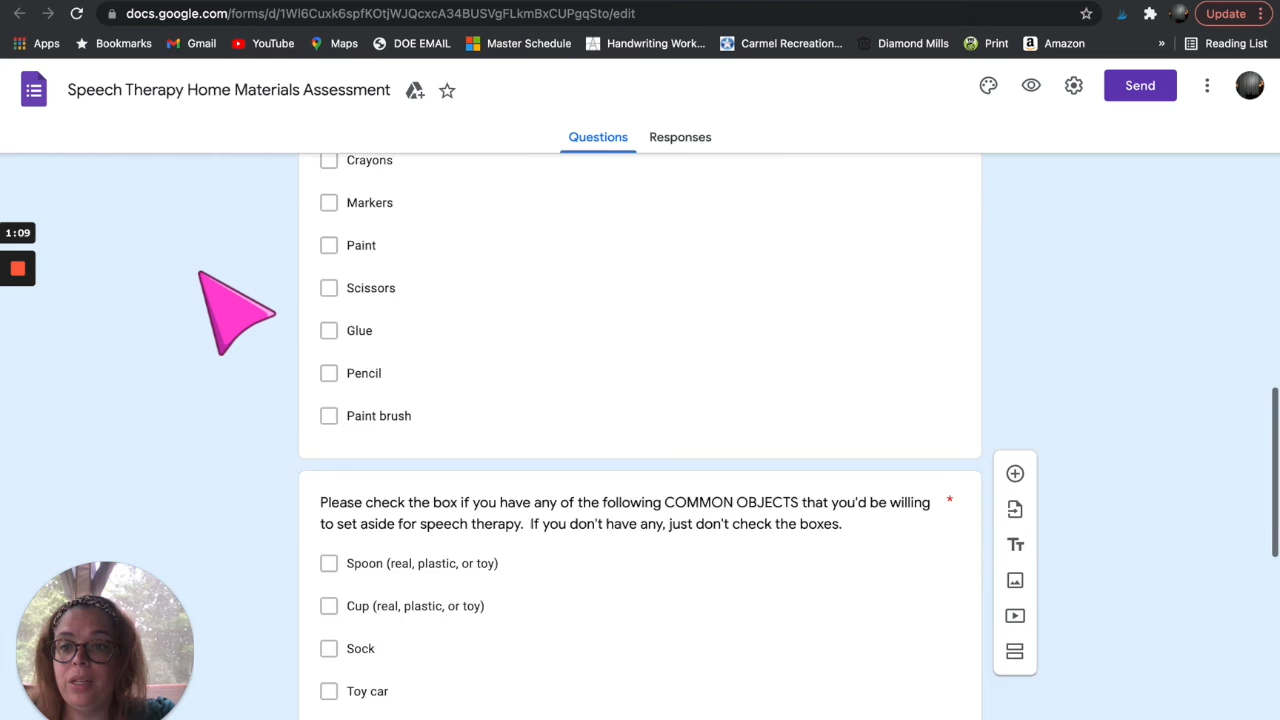 docs.google.com/forms/d/1WI6Cuxk6spfKOtjWJQcxcA34BUSVgFLkmBxCUPgqSto/edit
Update
Apps
Bookmarks
Gmail
YouTube
Maps
DOE EMAIL
Master Schedule
Handwriting Work...
Carmel Recreation...
Diamond Mills
Print
Amazon
»
Reading List
Speech Therapy Home Materials Assessment
Send
Questions
Responses
Crayons
Markers
1:09
Paint
Scissors
Glue
Pencil
Paint brush
Please check the box if you have any of the following COMMON OBJECTS that you'd be willing *
to set aside for speech therapy. If you don't have any, just don't check the boxes.
Spoon (real, plastic, or toy)
Cup (real, plastic, or toy)
Sock
Toy car